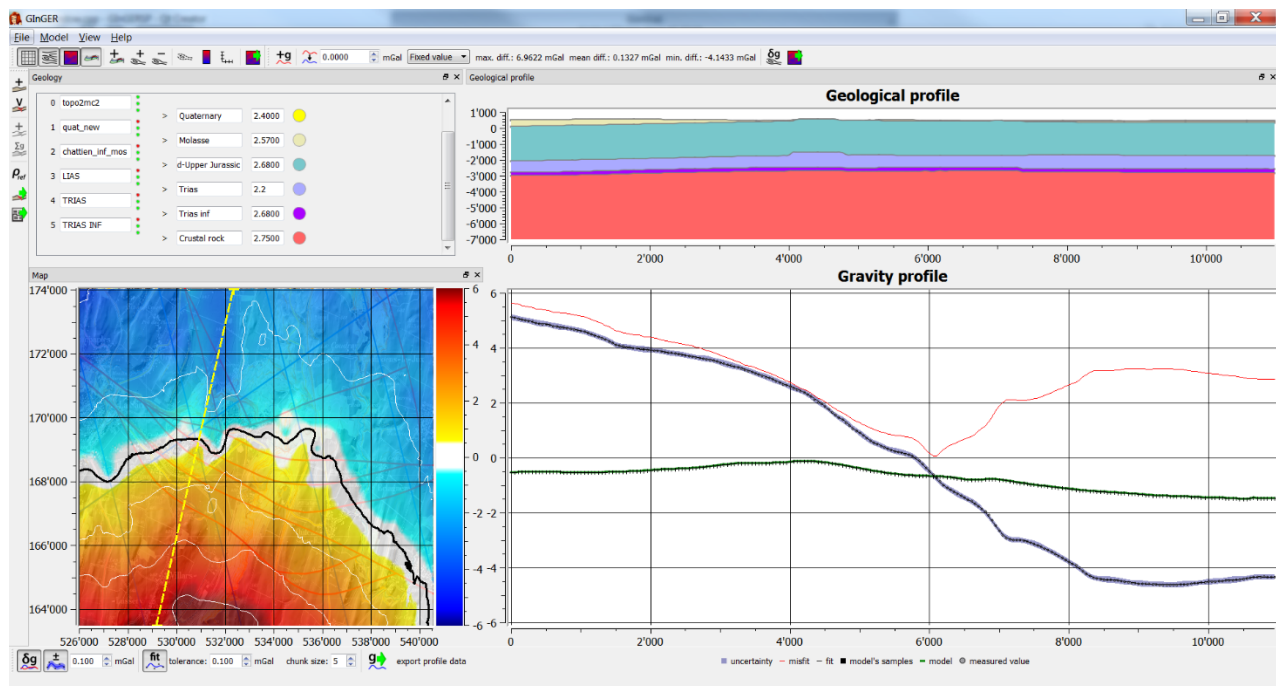 GInGER
File Model View Help
+g 0.0000 mGal Fixed value max. diff.: 6.9622 mGal mean diff.: 0.1327 mGal min. diff.: -4.1433 mGal δg
Geology
0 topo2mc2
> Quaternary 2.4000
1 quat_new
> Molasse 2.5700
2 chattien_inf_mos
> d-Upper Jurassic 2.6800
3 LIAS
> Trias 2.2
4 TRIAS
> Trias inf 2.6800
5 TRIAS INF
> Crustal rock 2.7500
V
Σg
ρref
Geological profile
Geological profile
1'000
0
-1'000
-2'000
-3'000
-4'000
-5'000
-6'000
-7'000
0 2'000 4'000 6'000 8'000 10'000
Map
174'000
172'000
170'000
168'000
166'000
164'000
526'000 528'000 530'000 532'000 534'000 536'000 538'000 540'000
6
4
2
0
-2
-4
-6
Gravity profile
6
4
2
0
-2
-4
-6
0 2'000 4'000 6'000 8'000 10'000
δg ± 0.100 mGal fit tolerance: 0.100 mGal chunk size: 5 g export profile data
uncertainty misfit fit model's samples model measured value